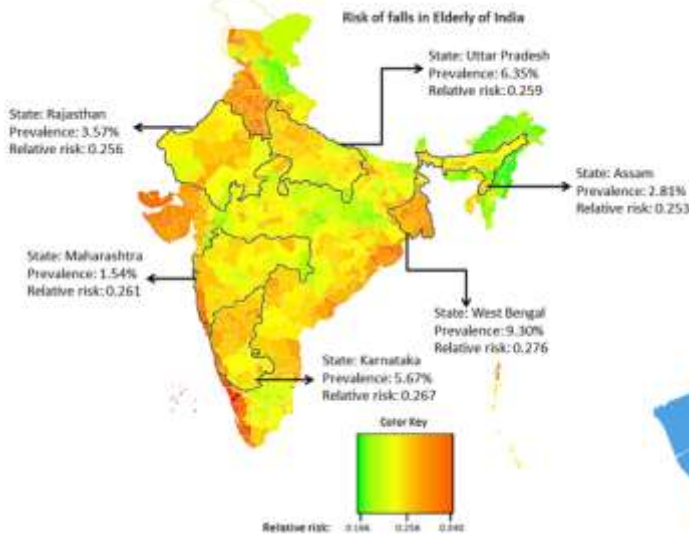 Risk of falls in Elderly of India
State: Uttar Pradesh
Prevalence: 6.35%
Relative risk: 0.259
State: Rajasthan
Prevalence: 3.57%
Relative risk: 0.256
State: Assam
Prevalence: 2.81%
Relative risk: 0.253
State: Maharashtra
Prevalence: 1.54%
Relative risk: 0.261
State: West Bengal
Prevalence: 9.30%
Relative risk: 0.276
State: Karnataka
Prevalence: 5.67%
Relative risk: 0.267
Color Key
Relative risk: